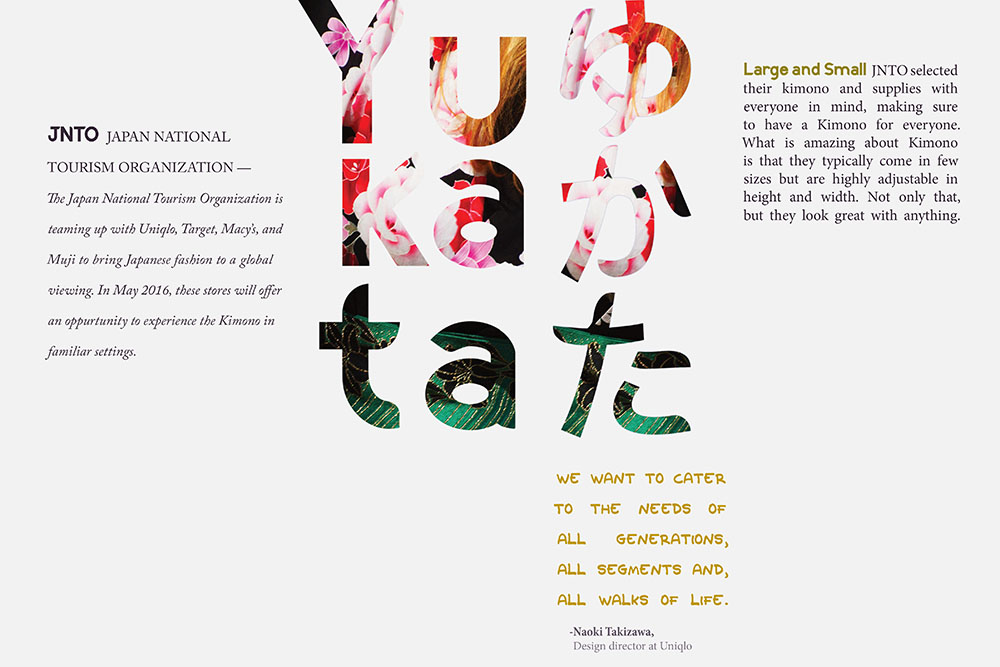 JNTO JAPAN NATIONAL
TOURISM ORGANIZATION —
The Japan National Tourism Organization is
teaming up with Uniqlo, Target, Macy's, and
Muji to bring Japanese fashion to a global
viewing. In May 2016, these stores will offer
an oppurtunity to experience the Kimono in
familiar settings.
Yu
ka
ta
ゆ
か
た
Large and Small JNTO selected
their kimono and supplies with
everyone in mind, making sure
to have a Kimono for everyone.
What is amazing about Kimono
is that they typically come in few
sizes but are highly adjustable in
height and width. Not only that,
but they look great with anything.
WE WANT TO CATER
TO THE NEEDS OF
ALL GENERATIONS,
ALL SEGMENTS AND,
ALL WALKS OF LIFE.
-Naoki Takizawa,
Design director at Uniqlo